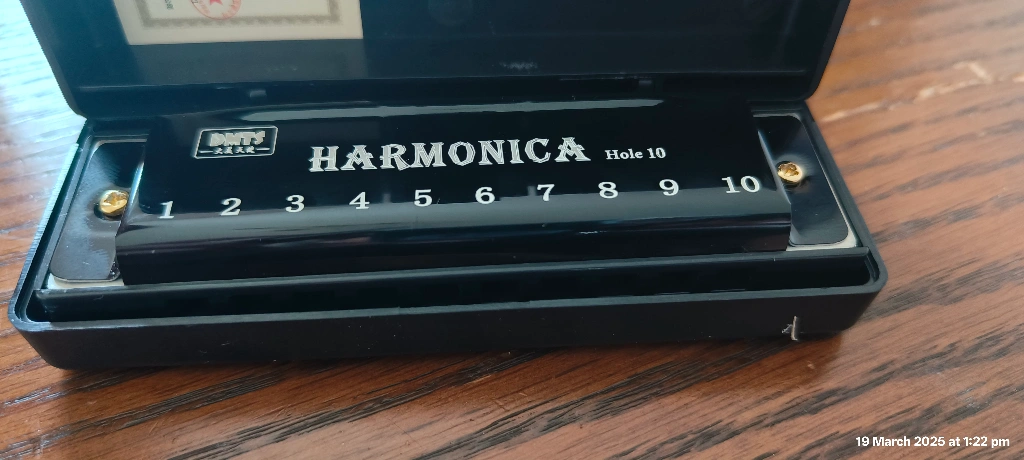 DMTS
HARMONICA Hole 10
1 2 3 4 5 6 7 8 9 10
A
19 March 2025 at 1:22 pm